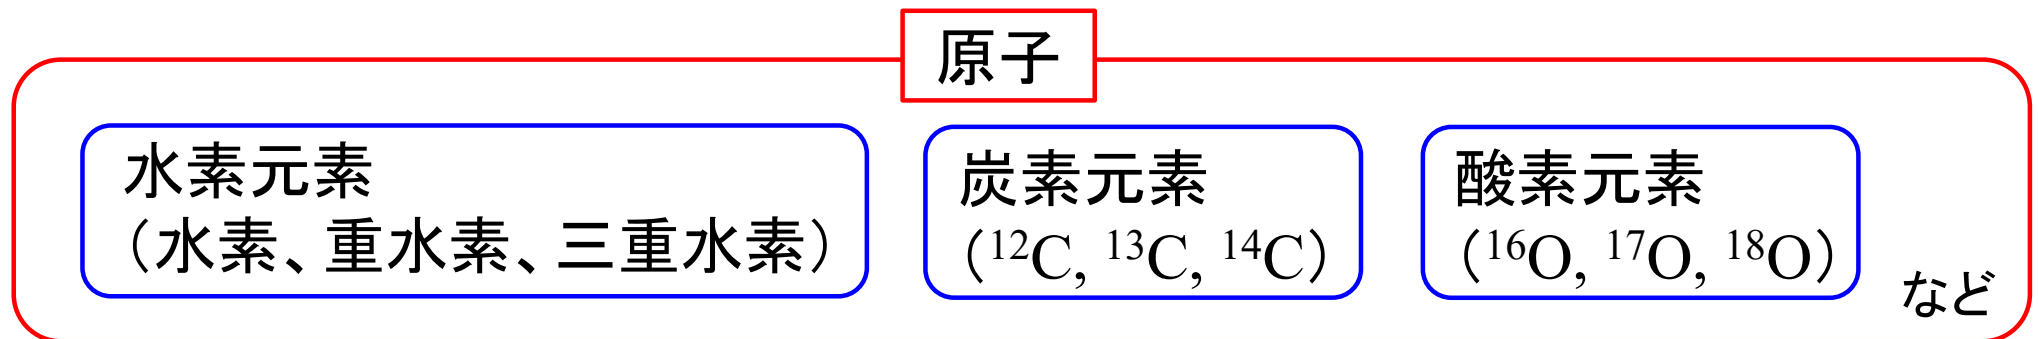 原子
水素元素
（水素、重水素、三重水素）
炭素元素
（¹²C, ¹³C, ¹⁴C）
酸素元素
（¹⁶O, ¹⁷O, ¹⁸O）
など